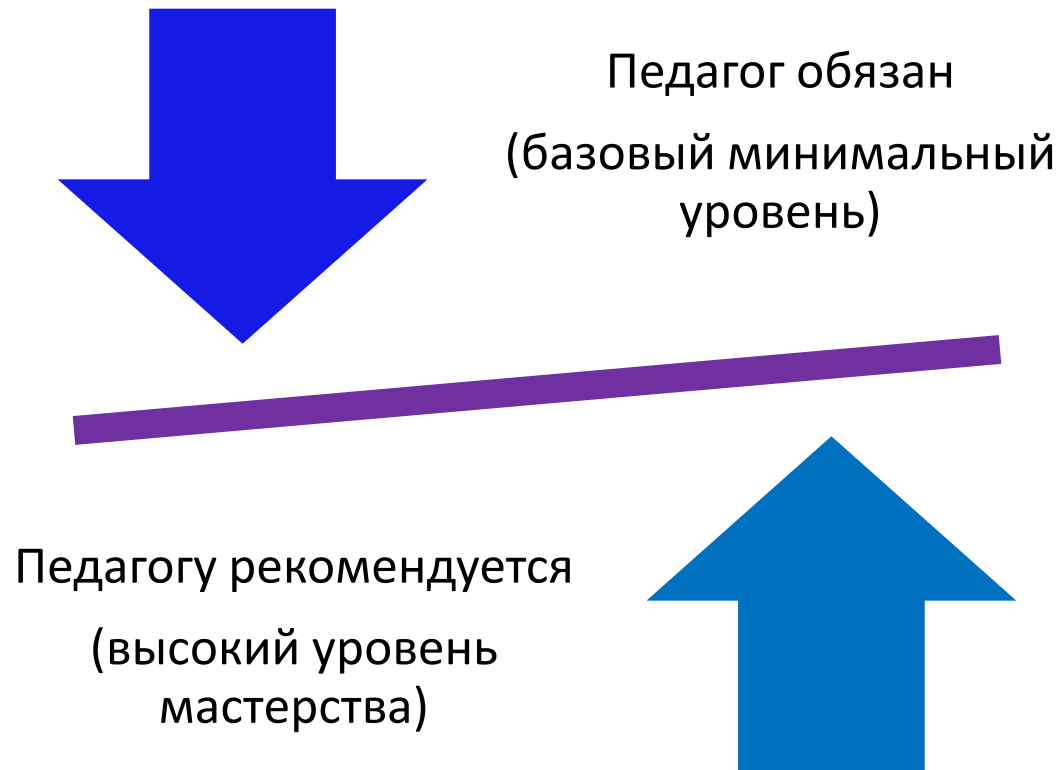 Педагог обязан
(базовый минимальный
уровень)
Педагогу рекомендуется
(высокий уровень
мастерства)